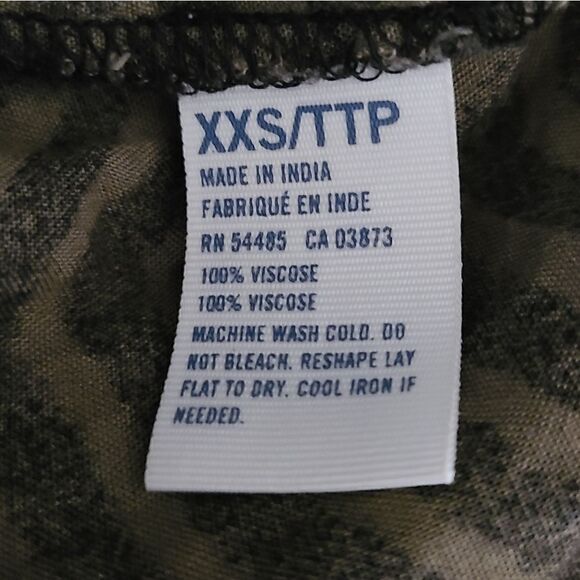 XXS/TTP
MADE IN INDIA
FABRIQUÉ EN INDE
RN 54485 CA 03873
100% VISCOSE
100% VISCOSE
MACHINE WASH COLD. DO
NOT BLEACH. RESHAPE LAY
FLAT TO DRY. COOL IRON IF
NEEDED.